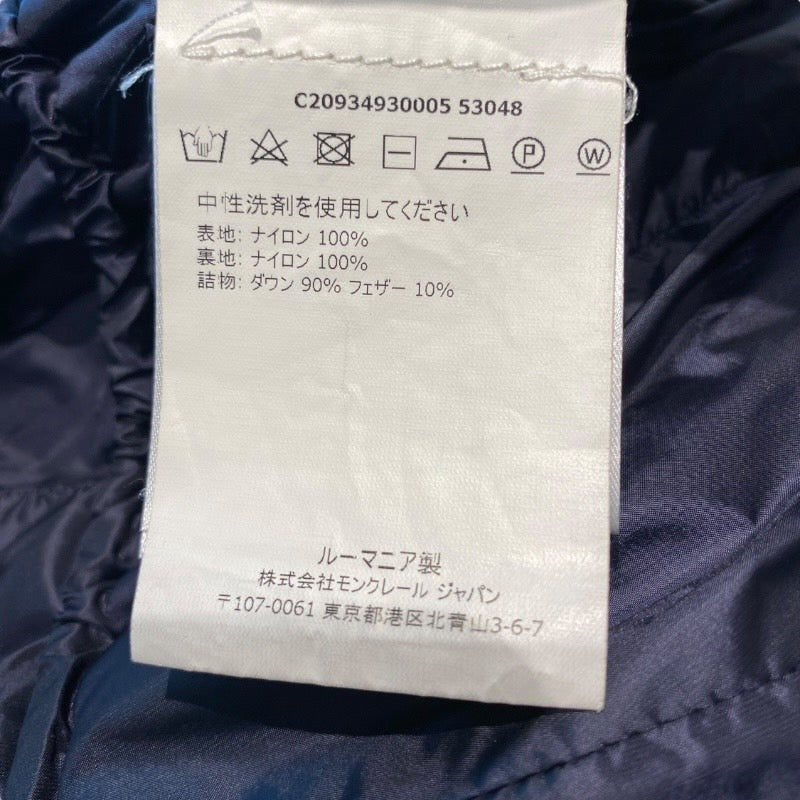 C20934930005 53048
P W
中性洗剤を使用してください
表地: ナイロン 100%
裏地: ナイロン 100%
詰物: ダウン 90% フェザー 10%
ルーマニア製
株式会社モンクレール ジャパン
〒107-0061 東京都港区北青山3-6-7